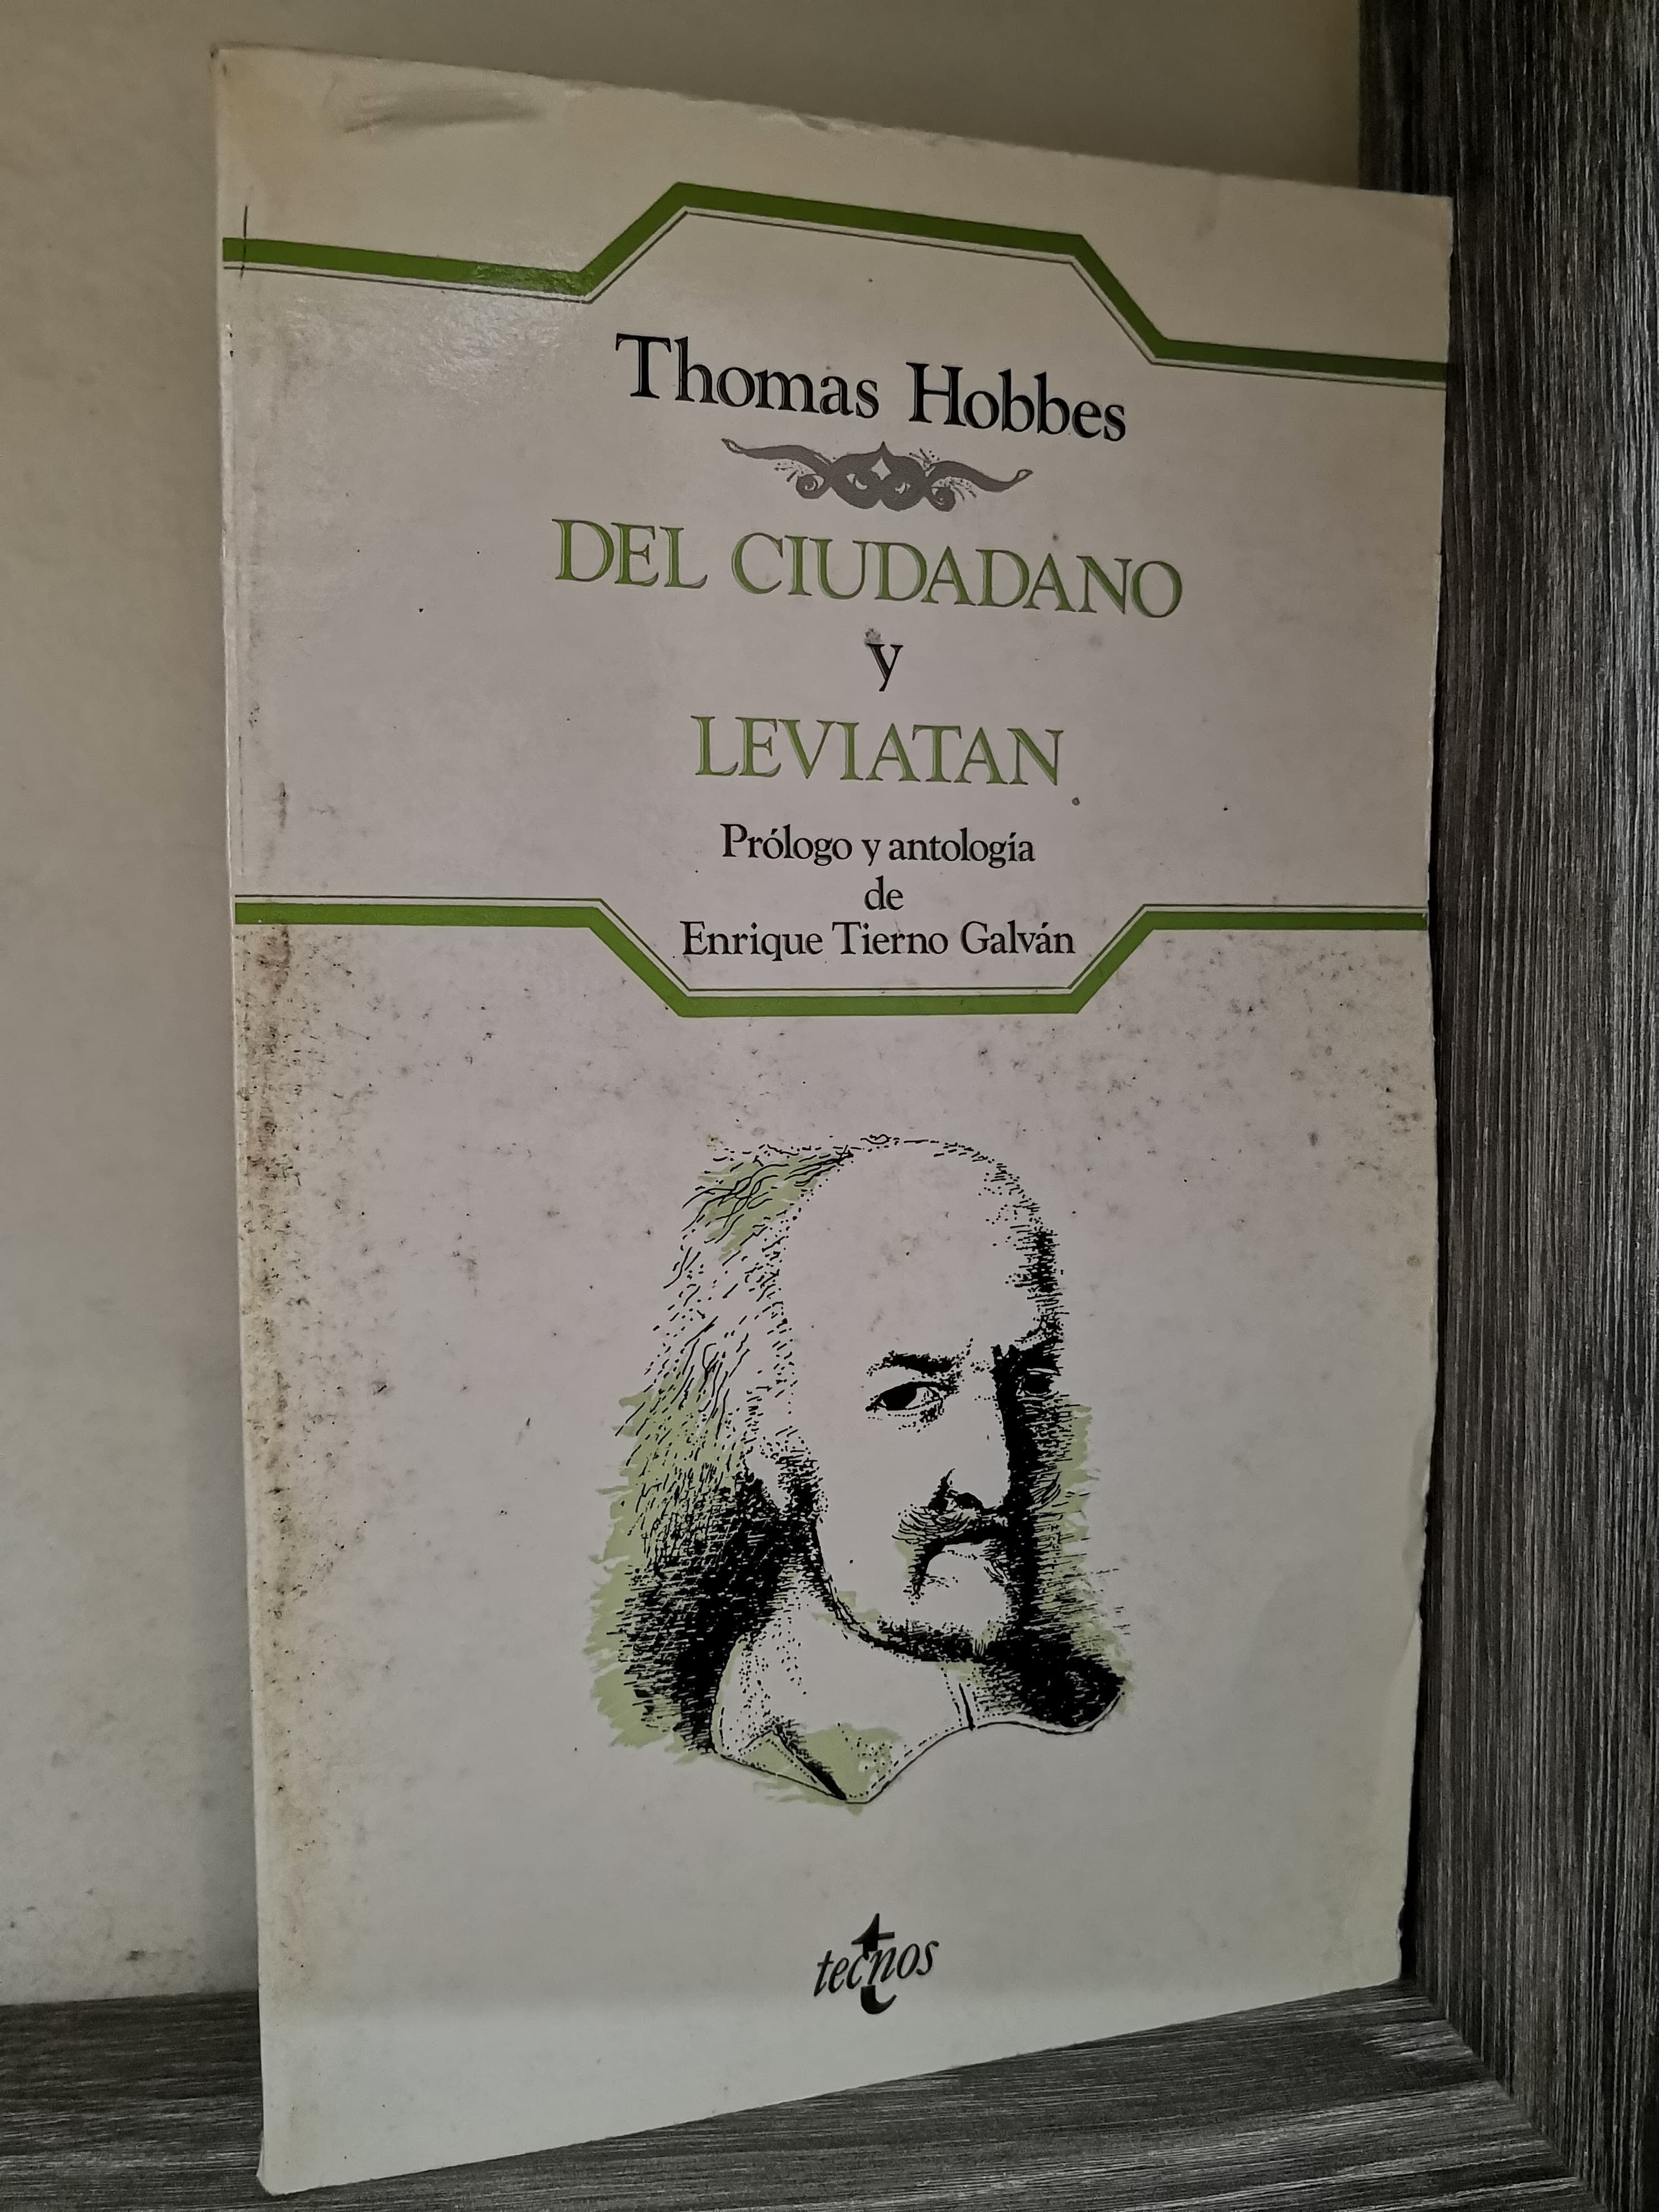 Thomas Hobbes
DEL CIUDADANO
y
LEVIATAN
Prólogo y antología
de
Enrique Tierno Galván
tecnos